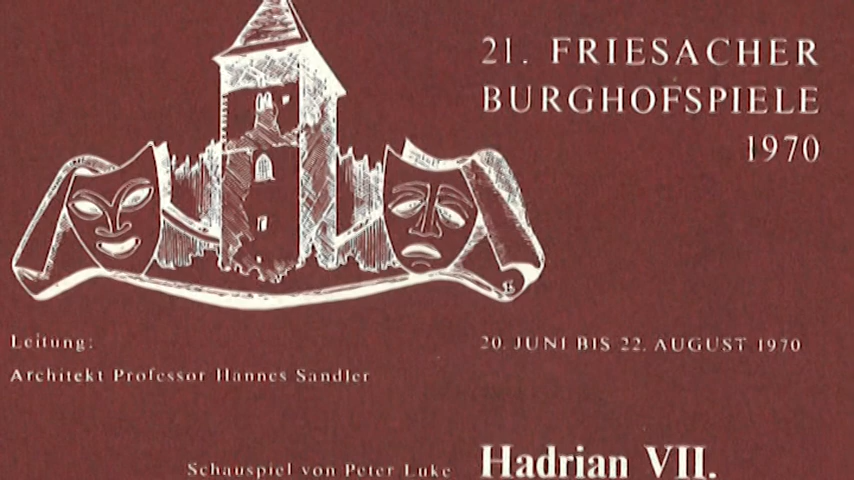 21. FRIESACHER
BURGHOFSPIELE
1970
Leitung:
20. JUNI BIS 22. AUGUST 1970
Architekt Professor Hannes Sandler
Schauspiel von Peter Luke
Hadrian VII.